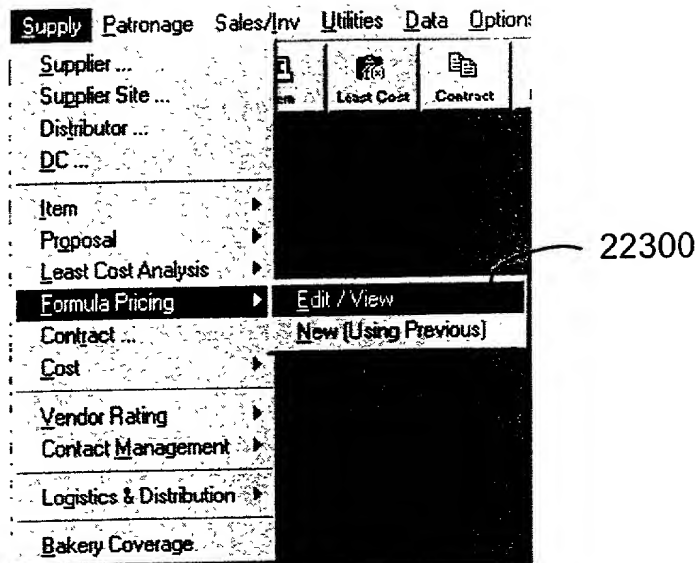 Supply Patronage Sales/Inv Utilities Data Option
Least Cost Contract
Supplier ...
Supplier Site ...
Distributor ...
DC ...
Item
Proposal
Least Cost Analysis
Formula Pricing
Edit / View
22300
New (Using Previous)
Contract ...
Cost
Vendor Rating
Contact Management
Logistics & Distribution
Bakery Coverage